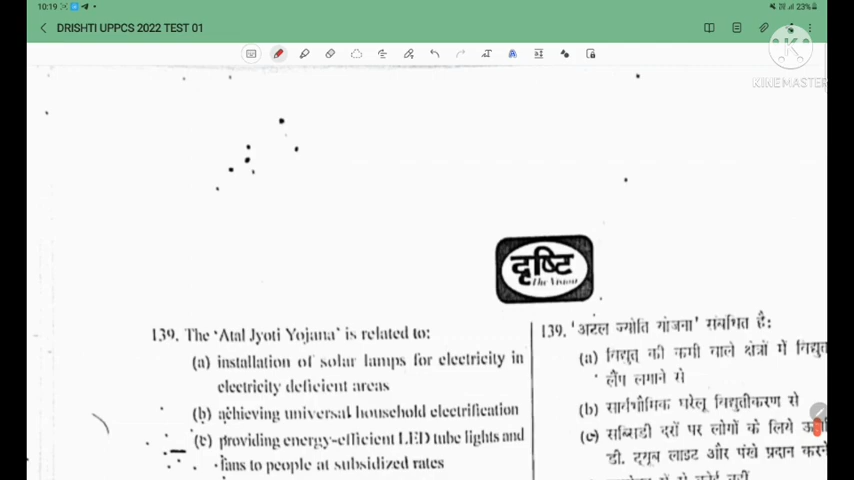 10:19
23%
DRISHTI UPPCS 2022 TEST 01
K
KINEMASTER
दृष्टि
The Vision
139. The 'Atal Jyoti Yojana' is related to:
(a) installation of solar lamps for electricity in
electricity deficient areas
(b) achieving universal household electrification
(c) providing energy-efficient LED tube lights and
fans to people at subsidized rates
139. 'अटल ज्योति योजना' संबंधित है:
(a) विद्युत की कमी वाले क्षेत्रों में विद्युत
लैंप लगाने से
(b) सार्वभौमिक घरेलू विद्युतीकरण से
(c) सब्सिडी दरों पर लोगों के लिये
डी. ट्यूब लाइट और पंखे प्रदान करने
से कोई नहीं